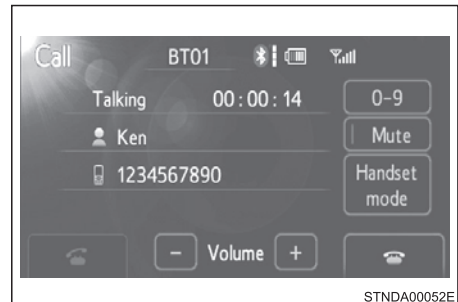 Call BT01
Talking 00:00:14 0-9
Ken Mute
1234567890 Handset
mode
- Volume +
STNDA00052E